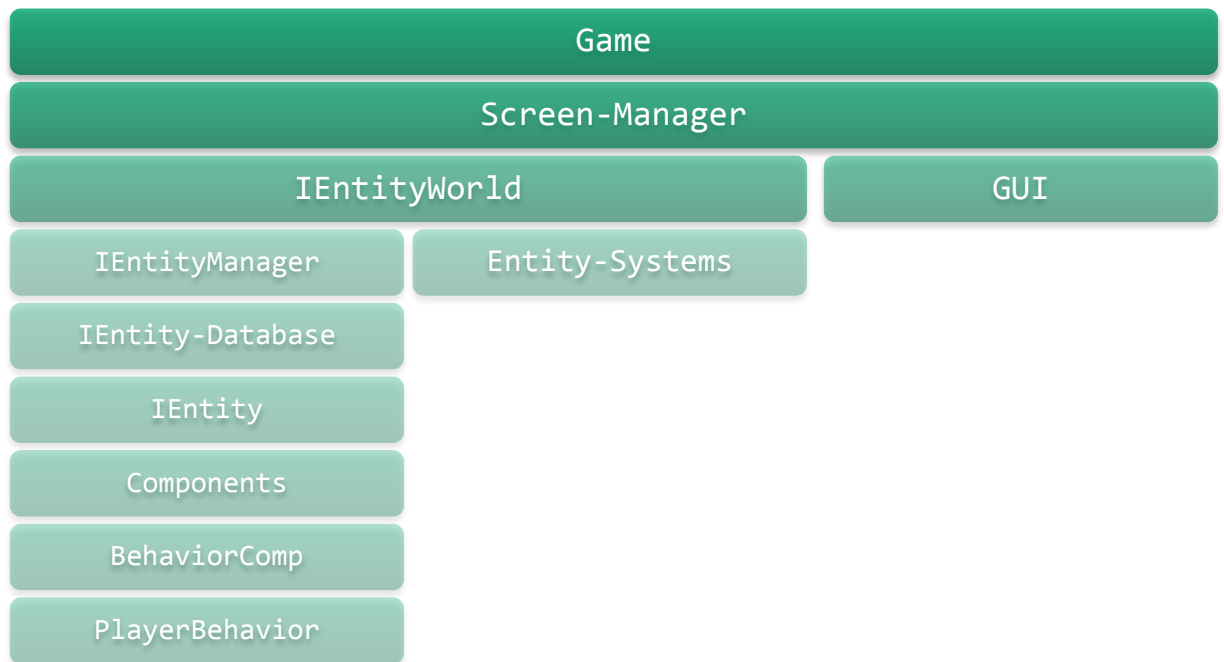 Game
Screen-Manager
IEntityWorld
GUI
IEntityManager
Entity-Systems
IEntity-Database
IEntity
Components
BehaviorComp
PlayerBehavior